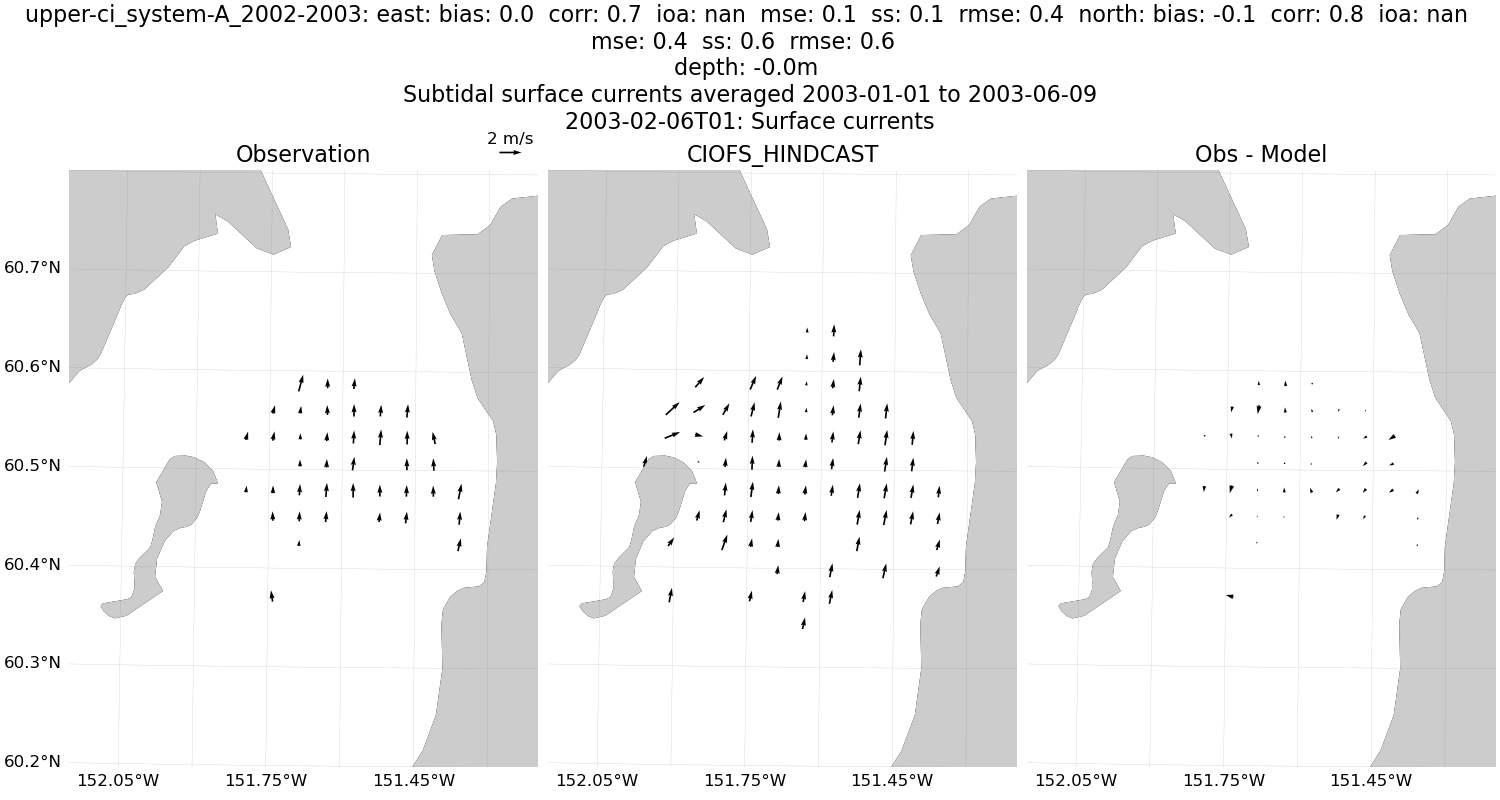 upper-ci_system-A_2002-2003: east: bias: 0.0 corr: 0.7 ioa: nan mse: 0.1 ss: 0.1 rmse: 0.4 north: bias: -0.1 corr: 0.8 ioa: nan
mse: 0.4 ss: 0.6 rmse: 0.6
depth: -0.0m
Subtidal surface currents averaged 2003-01-01 to 2003-06-09
2003-02-06T01: Surface currents
2 m/s
Observation
CIOFS_HINDCAST
Obs - Model
60.7°N
60.6°N
60.5°N
60.4°N
60.3°N
60.2°N
152.05°W 151.75°W 151.45°W
152.05°W 151.75°W 151.45°W
152.05°W 151.75°W 151.45°W